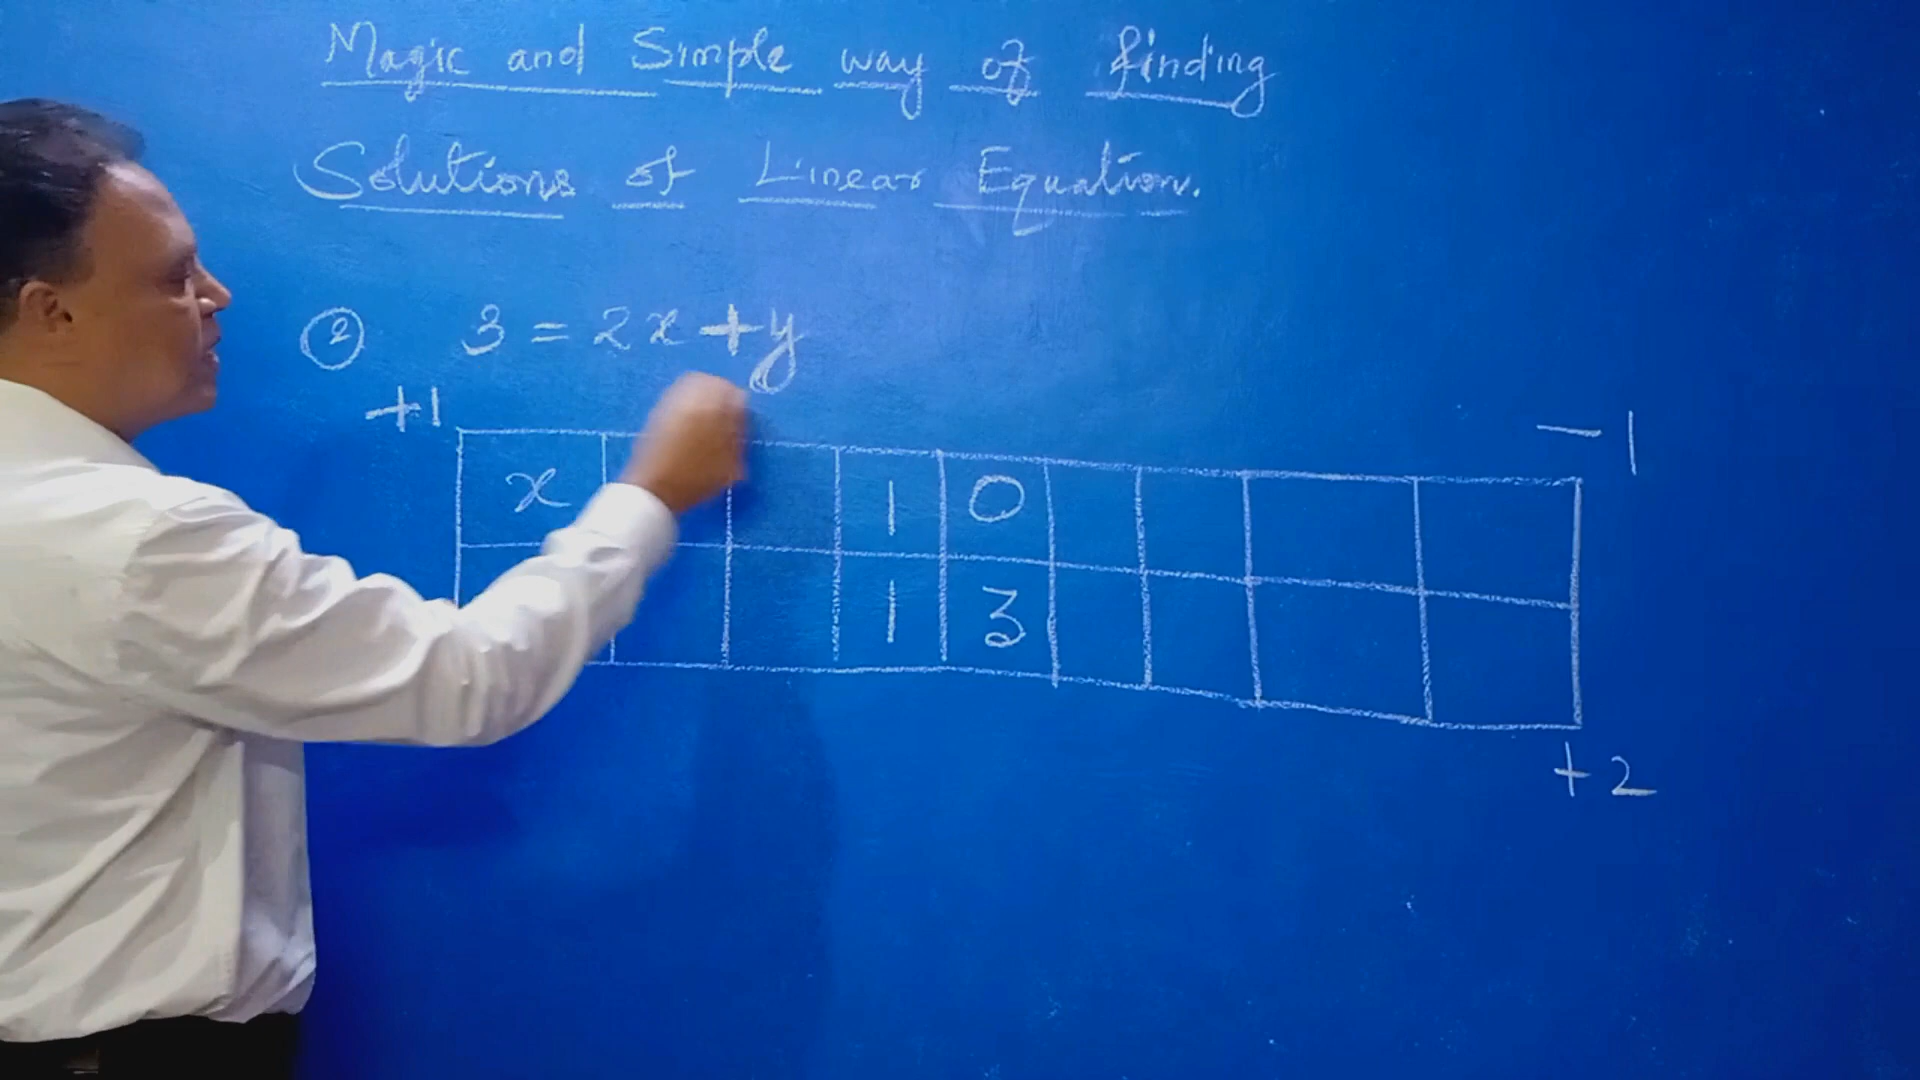 Magic and Simple way of finding
Solutions of Linear Equation.
② 3 = 2x + y
+1 -1
x 1 0
1 3
+2